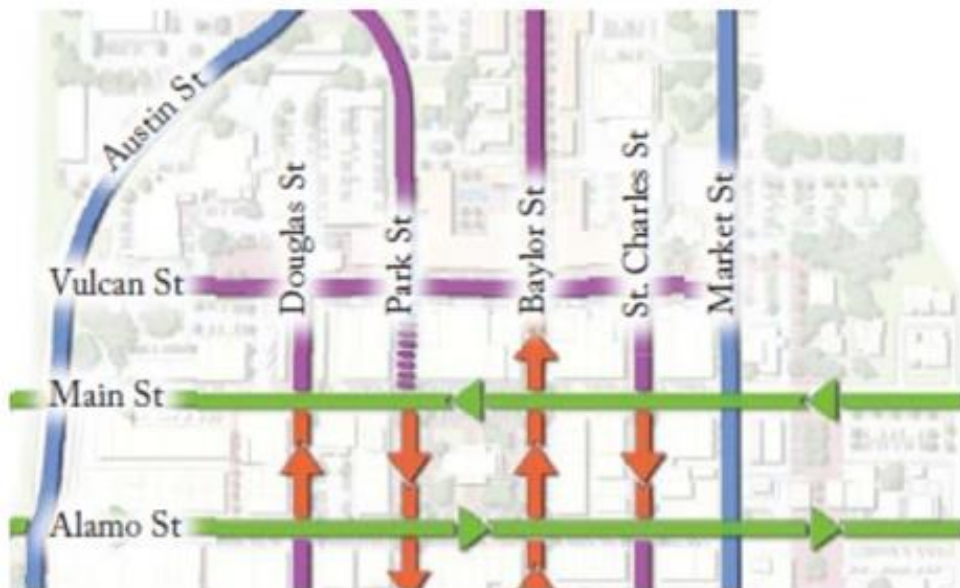 Austin St
Douglas St
Park St
Baylor St
St. Charles St
Market St
Vulcan St
Main St
Alamo St